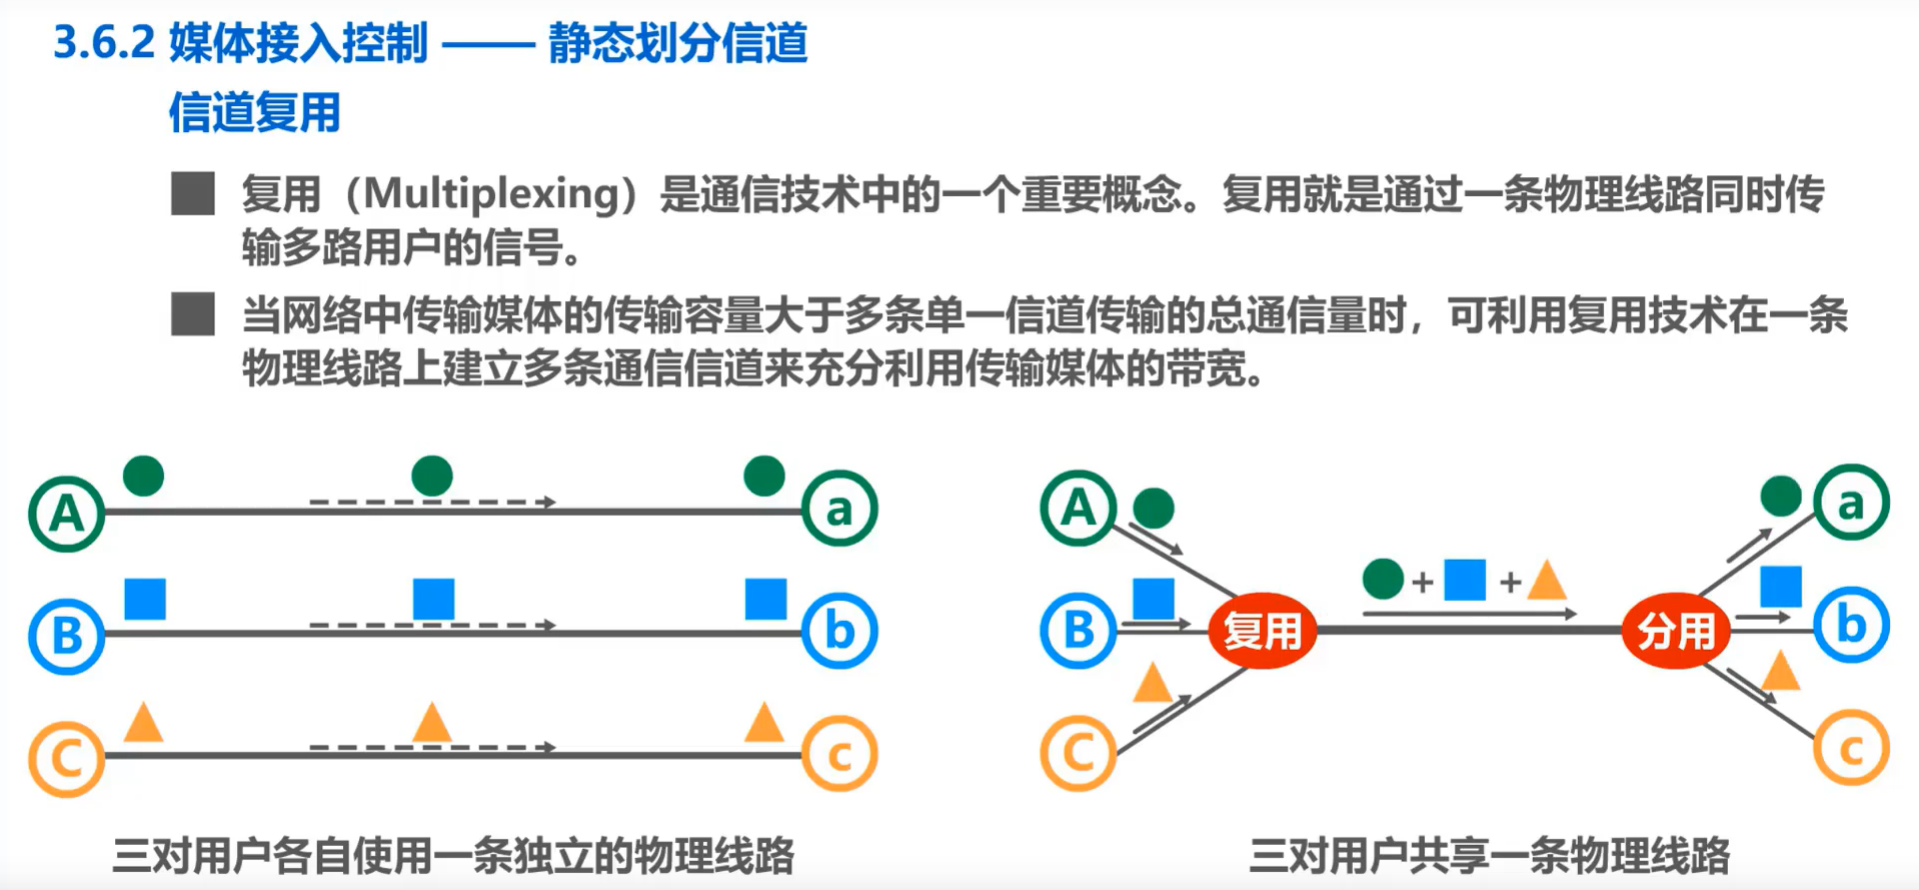 3.6.2 媒体接入控制 —— 静态划分信道
信道复用
复用（Multiplexing）是通信技术中的一个重要概念。复用就是通过一条物理线路同时传
输多路用户的信号。
当网络中传输媒体的传输容量大于多条单一信道传输的总通信量时，可利用复用技术在一条
物理线路上建立多条通信信道来充分利用传输媒体的带宽。
A
a
B
b
C
c
三对用户各自使用一条独立的物理线路
A
a
+
+
B
复用
分用
b
C
c
三对用户共享一条物理线路